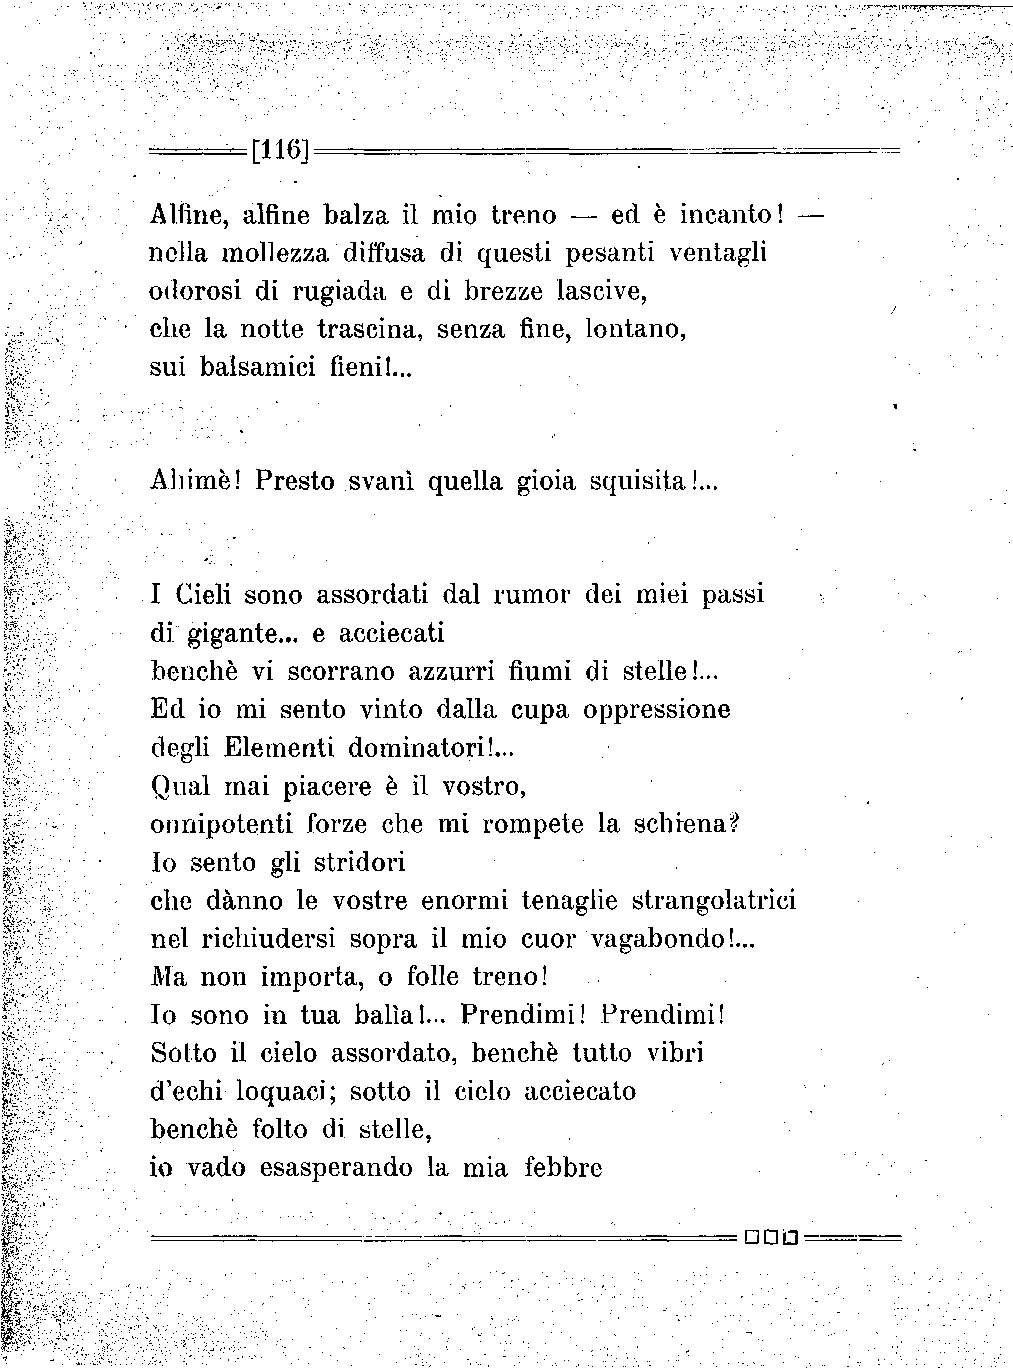 [116]
Alfine, alfine balza il mio treno — ed è incanto! —
nella mollezza diffusa di questi pesanti ventagli
odorosi di rugiada e di brezze lascive,
che la notte trascina, senza fine, lontano,
sui balsamici fieni!...
Ahimè! Presto svanì quella gioia squisita!...
I Cieli sono assordati dal rumor dei miei passi
di gigante... e acciecati
benchè vi scorrano azzurri fiumi di stelle!...
Ed io mi sento vinto dalla cupa oppressione
degli Elementi dominatori!...
Qual mai piacere è il vostro,
onnipotenti forze che mi rompete la schiena?
Io sento gli stridori
che dànno le vostre enormi tenaglie strangolatrici
nel richiudersi sopra il mio cuor vagabondo!...
Ma non importa, o folle treno!
Io sono in tua balìa!... Prendimi! Prendimi!
Sotto il cielo assordato, benchè tutto vibri
d'echi loquaci; sotto il cielo acciecato
benchè folto di stelle,
io vado esasperando la mia febbre